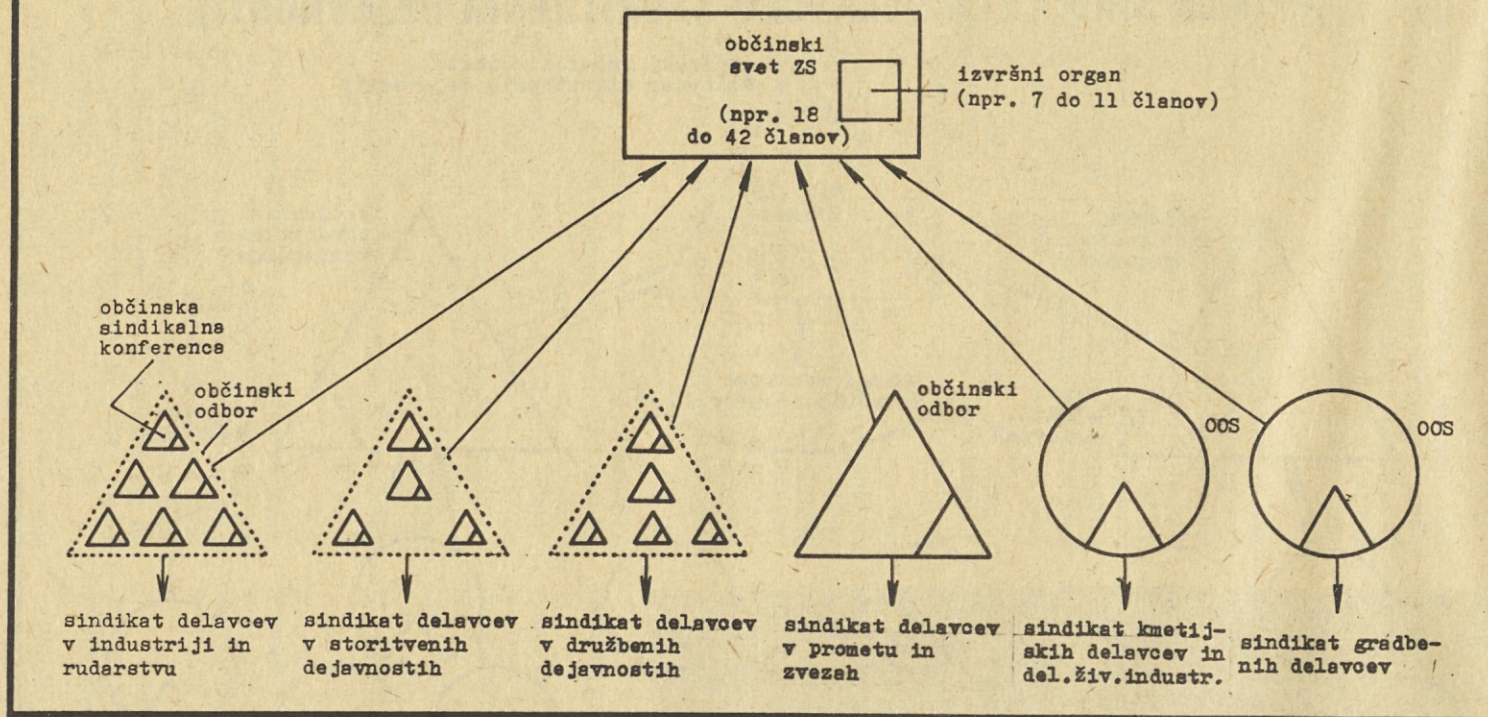 občinski
svet ZS
(npr. 18
do 42 članov)
izvršni organ
(npr. 7 do 11 članov)
občinska
sindikalna
konferenca
občinski
odbor
občinski
odbor
OOS
OOS
sindikat delavcev
v industriji in
rudarstvu
sindikat delavcev
v storitvenih
dejavnostih
sindikat delavcev
v družbenih
dejavnostih
sindikat delavcev
v prometu in
zvezah
sindikat kmetij-
skih delavcev in
del.živ.industr.
sindikat gradbe-
nih delavcev